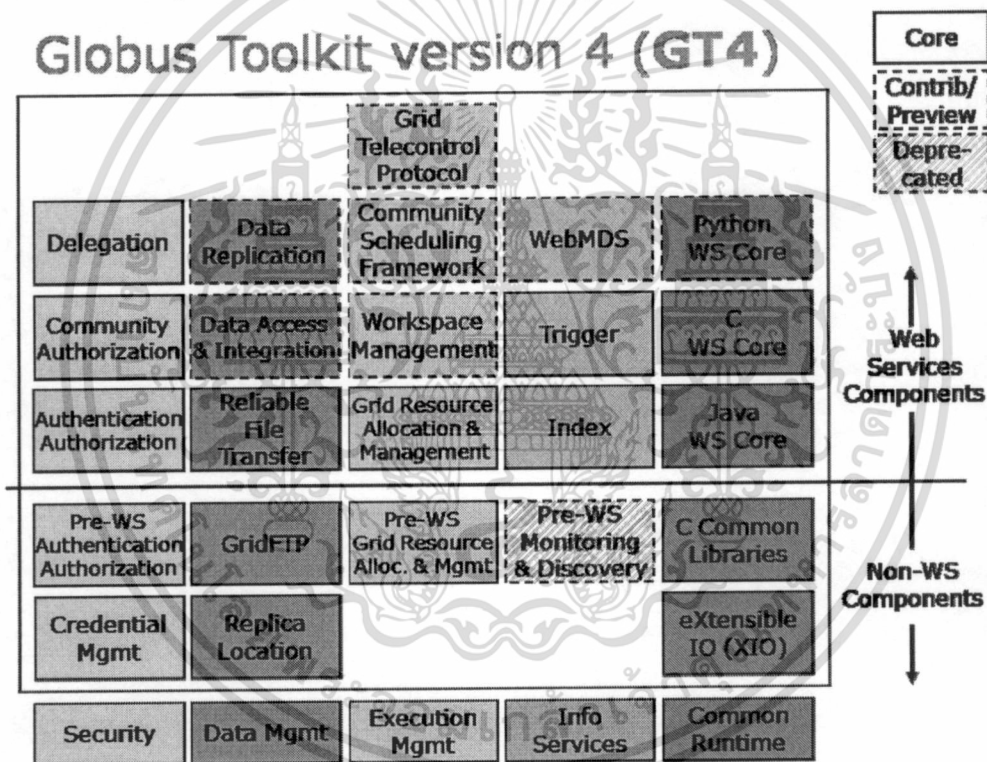 Globus Toolkit version 4 (GT4)
Core
Contrib/
Preview
Depre-
cated
Grid
Telecontrol
Protocol
Delegation
Data
Replication
Community
Scheduling
Framework
WebMDS
Python
WS Core
Community
Authorization
Data Access
& Integration
Workspace
Management
Trigger
C
WS Core
Web
Services
Components
Authentication
Authorization
Reliable
File
Transfer
Grid Resource
Allocation &
Management
Index
Java
WS Core
Pre-WS
Authentication
Authorization
GridFTP
Pre-WS
Grid Resource
Alloc. & Mgmt
Pre-WS
Monitoring
& Discovery
C Common
Libraries
Non-WS
Components
Credential
Mgmt
Replica
Location
eXtensible
IO (XIO)
Security
Data Mgmt
Execution
Mgmt
Info
Services
Common
Runtime